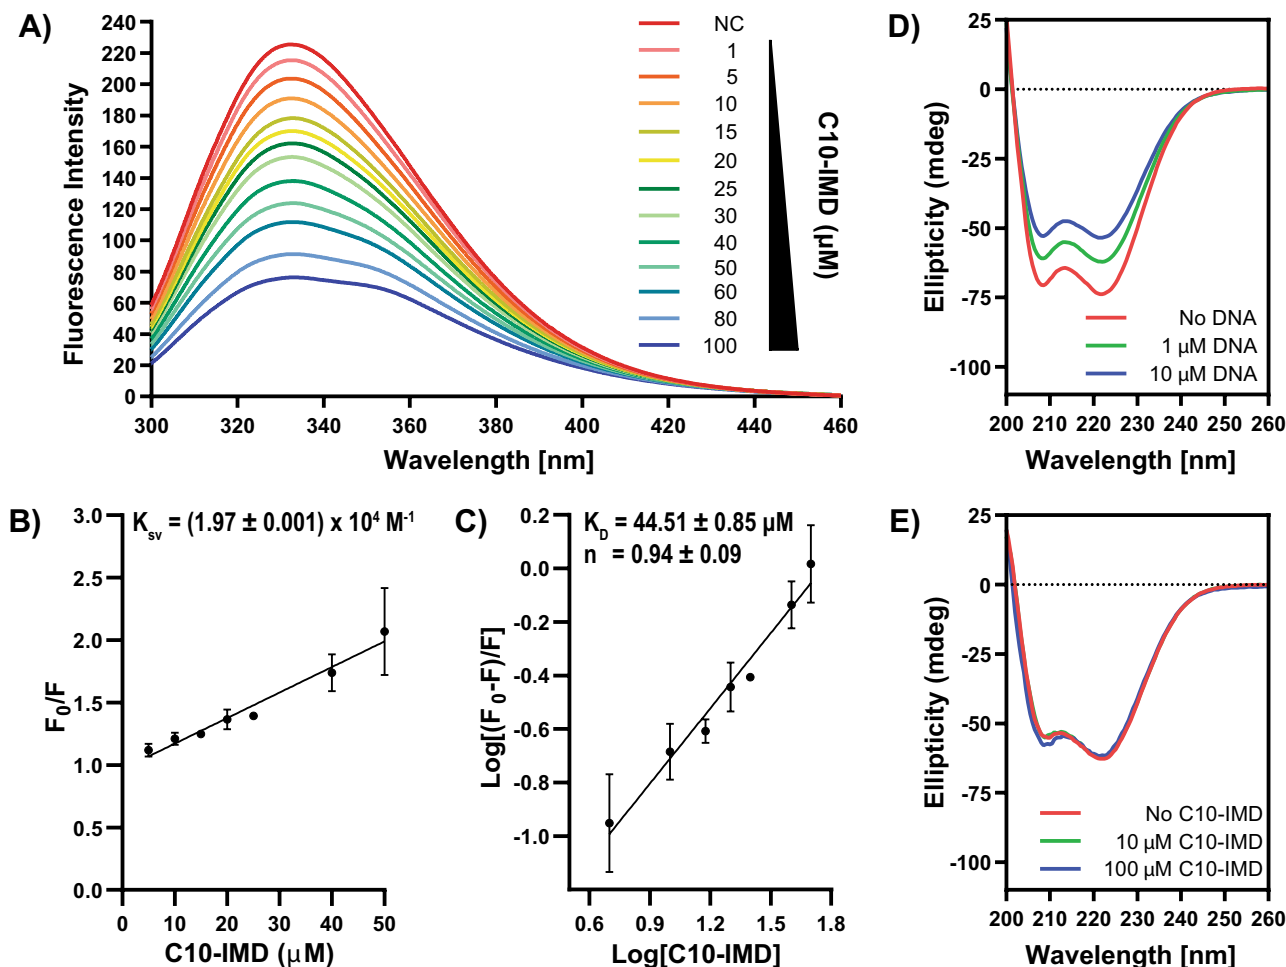 A)
240
220
200
180
160
140
120
100
80
60
40
20
0
Fluorescence Intensity
300 320 340 360 380 400 420 440 460
Wavelength [nm]
NC
1
5
10
15
20
25
30
40
50
60
80
100
C10-IMD (μM)
B)
K_sv = (1.97 ± 0.001) x 10⁴ M⁻¹
3.0
2.5
2.0
1.5
1.0
0.5
0.0
F₀/F
0 10 20 30 40 50
C10-IMD (μM)
C)
K_D = 44.51 ± 0.85 μM
n = 0.94 ± 0.09
0.2
0.0
-0.2
-0.4
-0.6
-0.8
-1.0
Log[(F₀-F)/F]
0.6 0.9 1.2 1.5 1.8
Log[C10-IMD]
D)
25
0
-25
-50
-75
-100
Ellipticity (mdeg)
No DNA
1 μM DNA
10 μM DNA
200 210 220 230 240 250 260
Wavelength [nm]
E)
25
0
-25
-50
-75
-100
Ellipticity (mdeg)
No C10-IMD
10 μM C10-IMD
100 μM C10-IMD
200 210 220 230 240 250 260
Wavelength [nm]